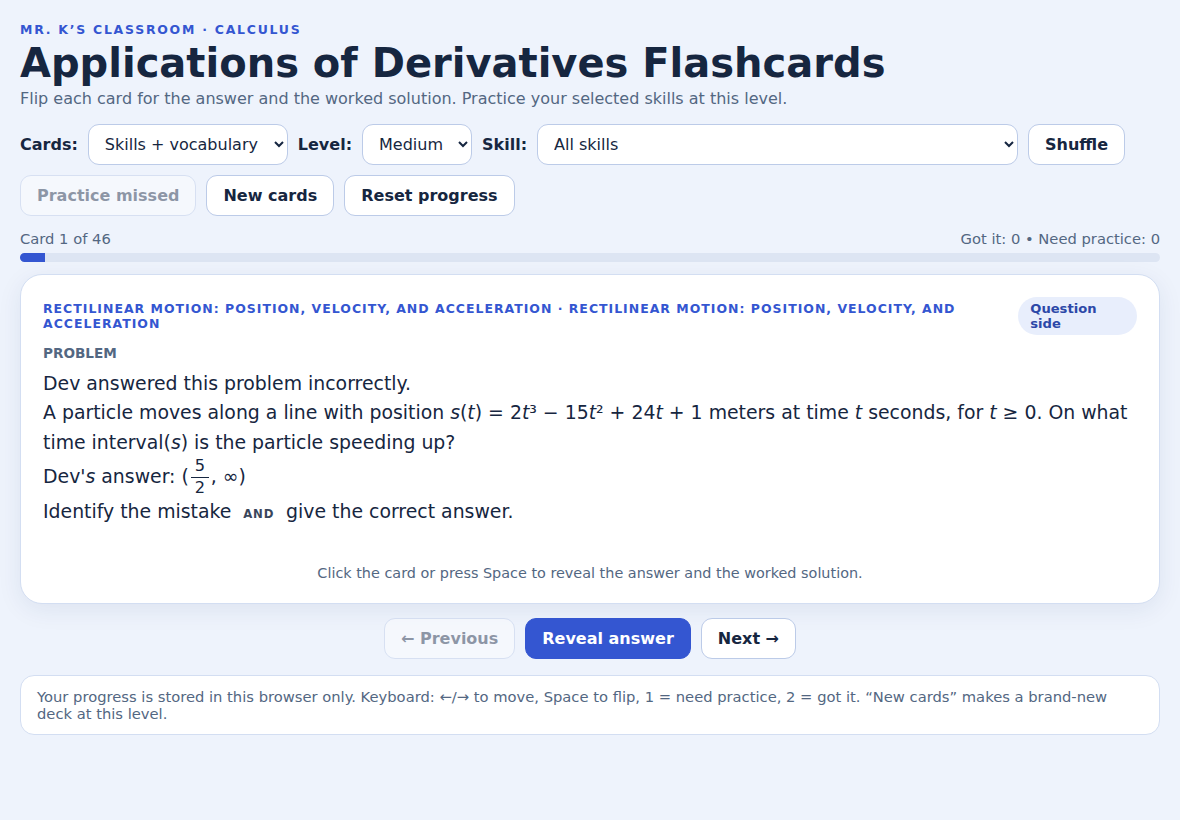 MR. K’S CLASSROOM · CALCULUS
Applications of Derivatives Flashcards
Flip each card for the answer and the worked solution. Practice your selected skills at this level.
Cards: Skills + vocabulary Level: Medium Skill: All skills Shuffle
Practice missed New cards Reset progress
Card 1 of 46 Got it: 0 • Need practice: 0
RECTILINEAR MOTION: POSITION, VELOCITY, AND ACCELERATION · RECTILINEAR MOTION: POSITION, VELOCITY, AND
ACCELERATION
Question
side
PROBLEM
Dev answered this problem incorrectly.
A particle moves along a line with position s(t) = 2t³ − 15t² + 24t + 1 meters at time t seconds, for t ≥ 0. On what
time interval(s) is the particle speeding up?
Dev's answer: (5/2, ∞)
Identify the mistake AND give the correct answer.
Click the card or press Space to reveal the answer and the worked solution.
← Previous Reveal answer Next →
Your progress is stored in this browser only. Keyboard: ←/→ to move, Space to flip, 1 = need practice, 2 = got it. “New cards” makes a brand-new
deck at this level.